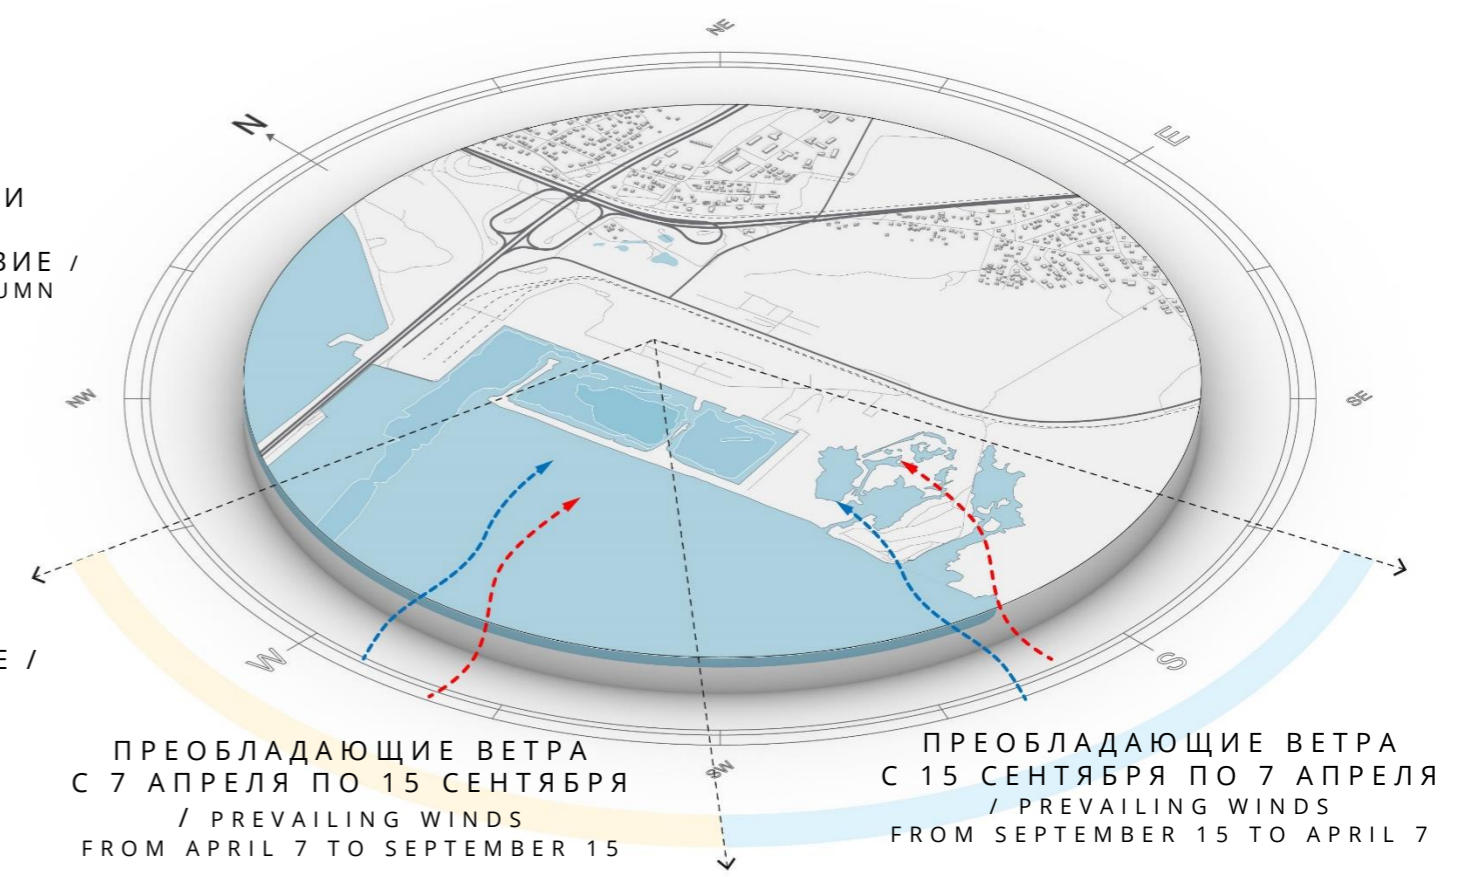 NE
N
E
И
ВИЕ /
UMN
NW
SE
Е /
W
S
ПРЕОБЛАДАЮЩИЕ ВЕТРА
С 7 АПРЕЛЯ ПО 15 СЕНТЯБРЯ
/ PREVAILING WINDS
FROM APRIL 7 TO SEPTEMBER 15
SW
ПРЕОБЛАДАЮЩИЕ ВЕТРА
С 15 СЕНТЯБРЯ ПО 7 АПРЕЛЯ
/ PREVAILING WINDS
FROM SEPTEMBER 15 TO APRIL 7